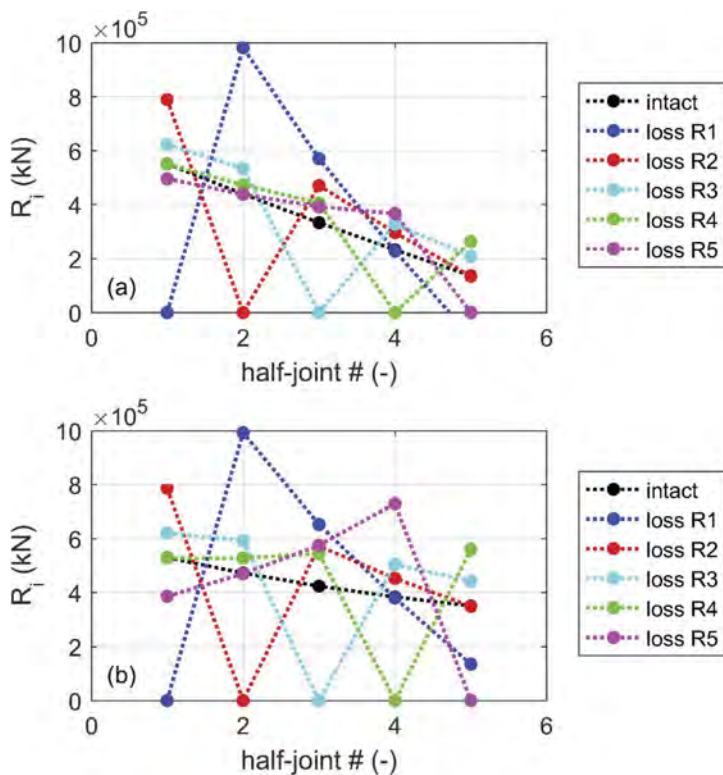 ×10⁵
10
8
6
4
2
0
R_i (kN)
(a)
0 2 4 6
half-joint # (-)
intact
loss R1
loss R2
loss R3
loss R4
loss R5
×10⁵
10
8
6
4
2
0
R_i (kN)
(b)
0 2 4 6
half-joint # (-)
intact
loss R1
loss R2
loss R3
loss R4
loss R5